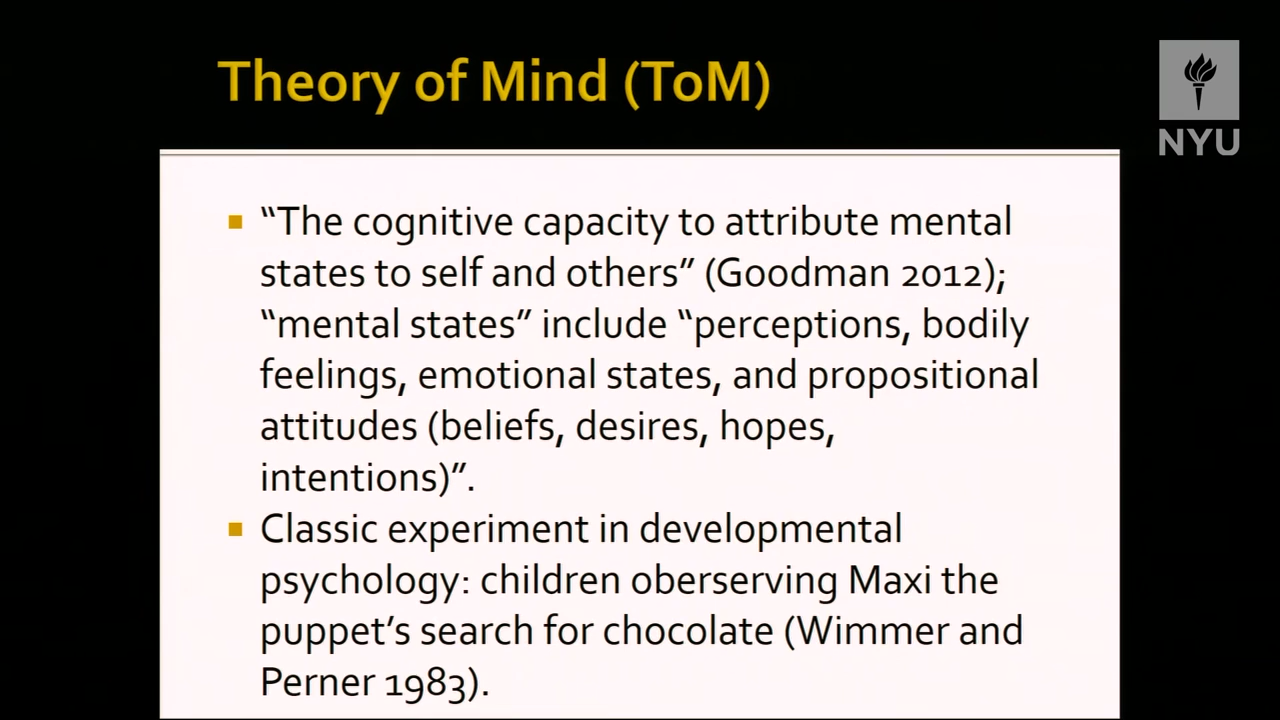 Theory of Mind (ToM)
NYU
“The cognitive capacity to attribute mental
states to self and others” (Goodman 2012);
“mental states” include “perceptions, bodily
feelings, emotional states, and propositional
attitudes (beliefs, desires, hopes,
intentions)”.
Classic experiment in developmental
psychology: children oberserving Maxi the
puppet’s search for chocolate (Wimmer and
Perner 1983).